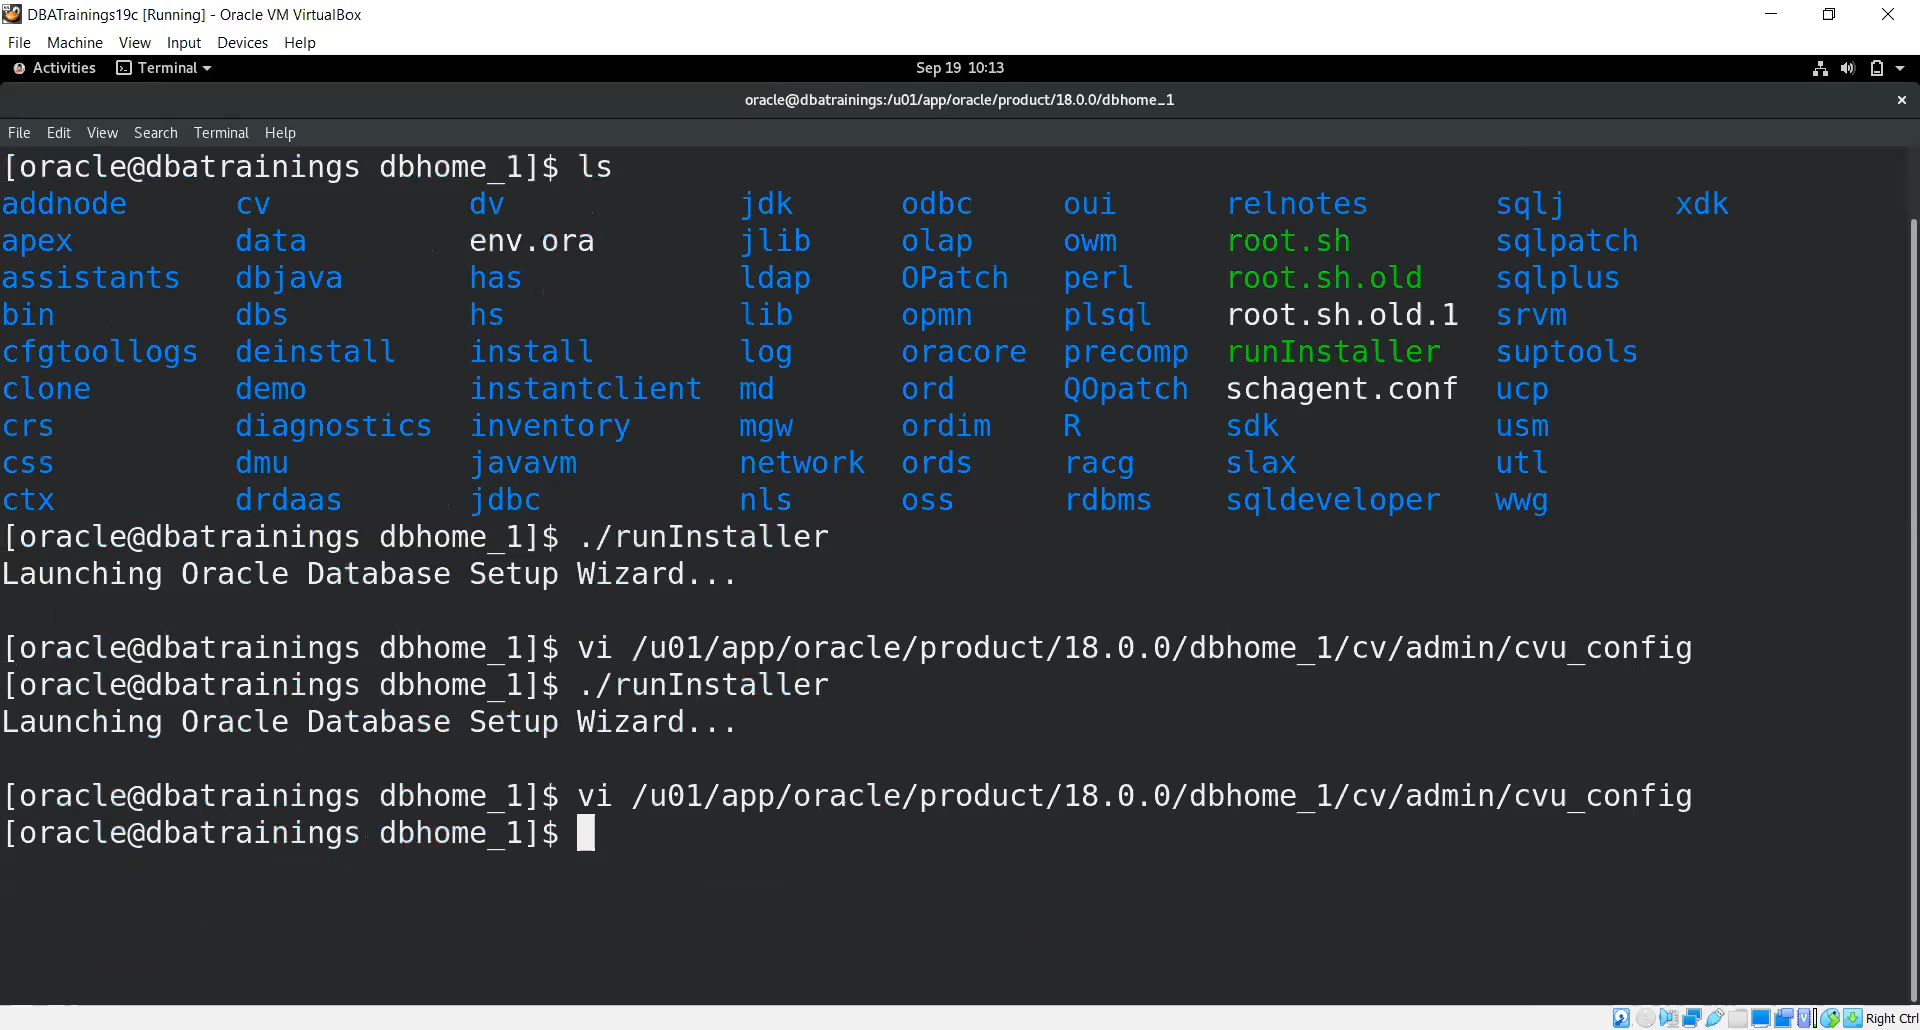 DBATrainings19c [Running] - Oracle VM VirtualBox
File Machine View Input Devices Help
Activities Terminal Sep 19 10:13
oracle@dbatrainings:/u01/app/oracle/product/18.0.0/dbhome_1
File Edit View Search Terminal Help
[oracle@dbatrainings dbhome_1]$ ls
addnode cv dv jdk odbc oui relnotes sqlj xdk
apex data env.ora jlib olap owm root.sh sqlpatch
assistants dbjava has ldap OPatch perl root.sh.old sqlplus
bin dbs hs lib opmn plsql root.sh.old.1 srvm
cfgtoollogs deinstall install log oracore precomp runInstaller suptools
clone demo instantclient md ord QOpatch schagent.conf ucp
crs diagnostics inventory mgw ordim R sdk usm
css dmu javavm network ords racg slax utl
ctx drdaas jdbc nls oss rdbms sqldeveloper wwg
[oracle@dbatrainings dbhome_1]$ ./runInstaller
Launching Oracle Database Setup Wizard...
[oracle@dbatrainings dbhome_1]$ vi /u01/app/oracle/product/18.0.0/dbhome_1/cv/admin/cvu_config
[oracle@dbatrainings dbhome_1]$ ./runInstaller
Launching Oracle Database Setup Wizard...
[oracle@dbatrainings dbhome_1]$ vi /u01/app/oracle/product/18.0.0/dbhome_1/cv/admin/cvu_config
[oracle@dbatrainings dbhome_1]$
Right Ctrl